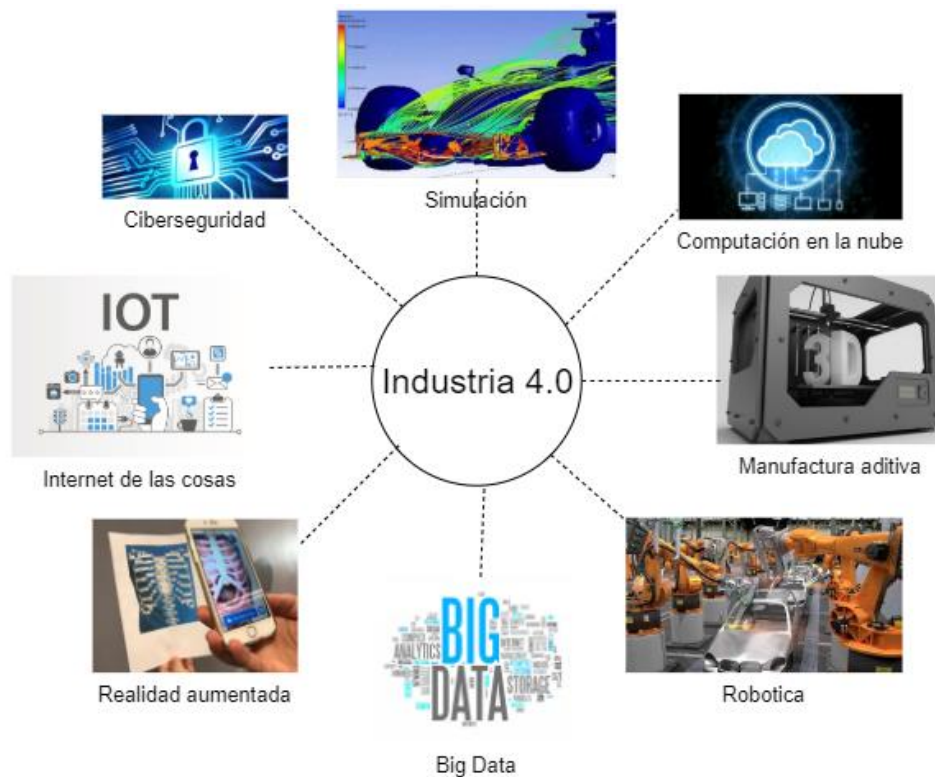 Simulación
Ciberseguridad
Computación en la nube
IOT
Internet de las cosas
Industria 4.0
3D
Manufactura aditiva
Realidad aumentada
BIG
ANALYTICS
DATA
STORAGE
Big Data
Robotica